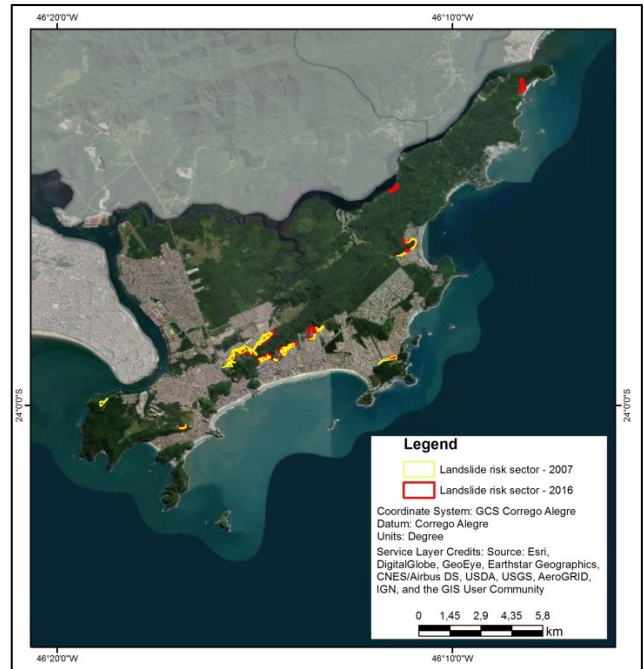 46°20'0"W
46°10'0"W
24°0'0"S
24°0'0"S
Legend
Landslide risk sector - 2007
Landslide risk sector - 2016
Coordinate System: GCS Corrego Alegre
Datum: Corrego Alegre
Units: Degree
Service Layer Credits: Source: Esri,
DigitalGlobe, GeoEye, Earthstar Geographics,
CNES/Airbus DS, USDA, USGS, AeroGRID,
IGN, and the GIS User Community
0 1,45 2,9 4,35 5,8
km
46°20'0"W
46°10'0"W